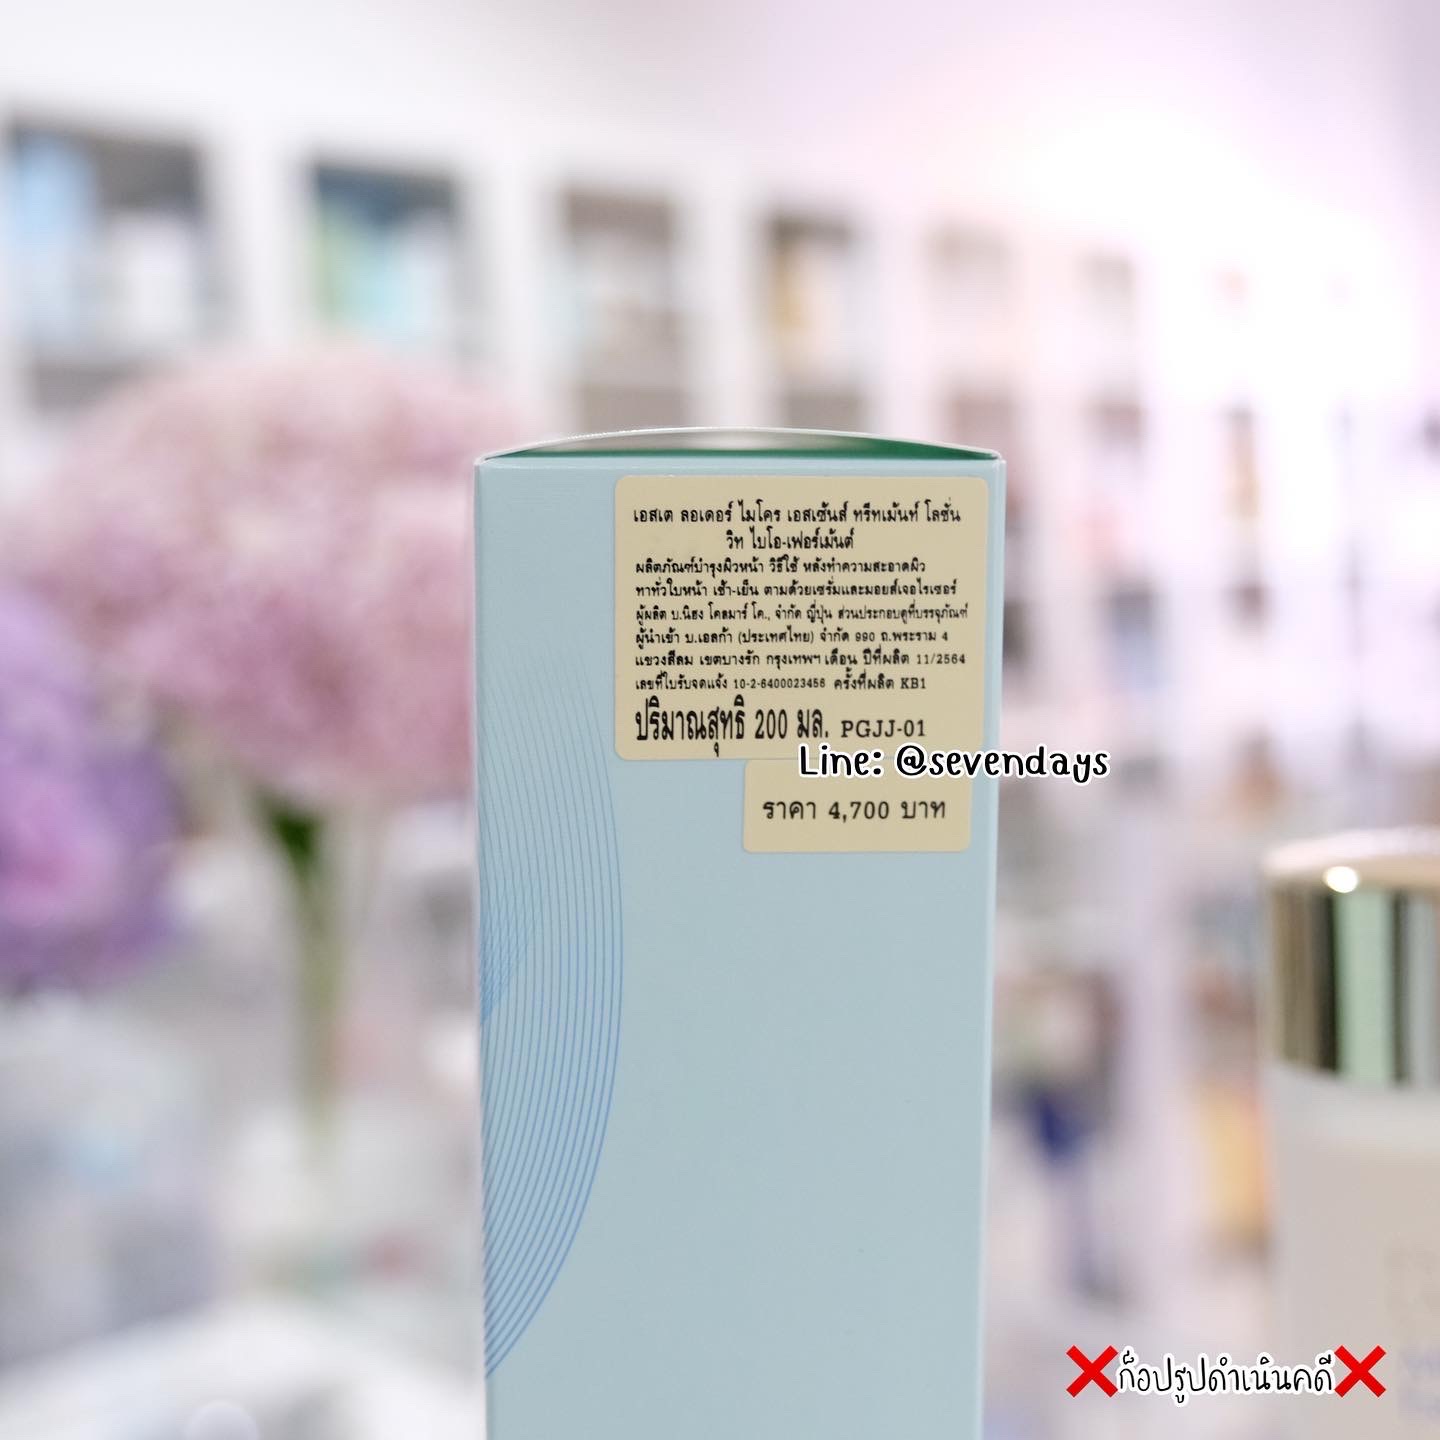 เอสเต ลอเดอร์ ไมโคร เอสเซ้นส์ ทรีทเม้นท์ โลชั่น
วิท ไบโอ-เฟอร์เม้นต์
ผลิตภัณฑ์บำรุงผิวหน้า วิธีใช้ หลังทำความสะอาดผิว
ทาทั่วใบหน้า เช้า-เย็น ตามด้วยเซรั่มและมอยส์เจอไรเซอร์
ผู้ผลิต บ.นิฮง โคลมาร์ โค., จำกัด ญี่ปุ่น ส่วนประกอบดูที่บรรจุภัณฑ์
ผู้นำเข้า บ.เอลก้า (ประเทศไทย) จำกัด 990 ถ.พระราม 4
แขวงสีลม เขตบางรัก กรุงเทพฯ เดือน ปีที่ผลิต 11/2564
เลขที่ใบรับจดแจ้ง 10-2-6400023456 ครั้งที่ผลิต KB1
ปริมาณสุทธิ 200 มล. PGJJ-01
Line: @sevendays
ราคา 4,700 บาท
❌ก็อปรูปดำเนินคดี❌